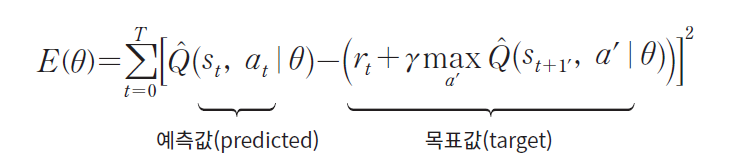 E(θ)=∑_{t=0}^{T}[Q̂(s_t, a_t | θ)−(r_t+γ max_{a′} Q̂(s_{t+1′}, a′ | θ))]²
예측값(predicted) 목표값(target)